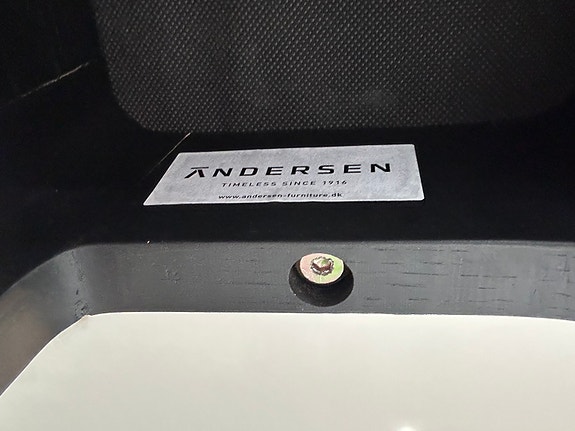 ANDERSEN
TIMELESS SINCE 1916
www.andersen-furniture.dk